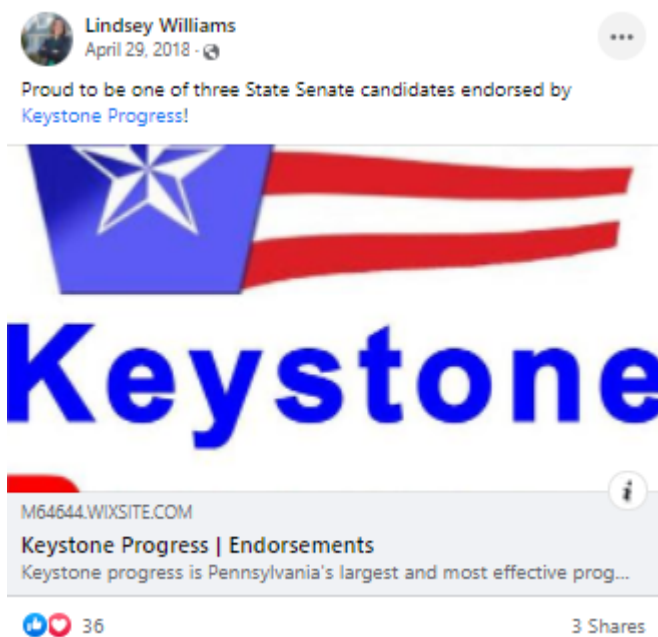 Lindsey Williams
April 29, 2018 ·
Proud to be one of three State Senate candidates endorsed by
Keystone Progress!
Keystone
i
M64644.WIXSITE.COM
Keystone Progress | Endorsements
Keystone progress is Pennsylvania's largest and most effective prog...
36
3 Shares